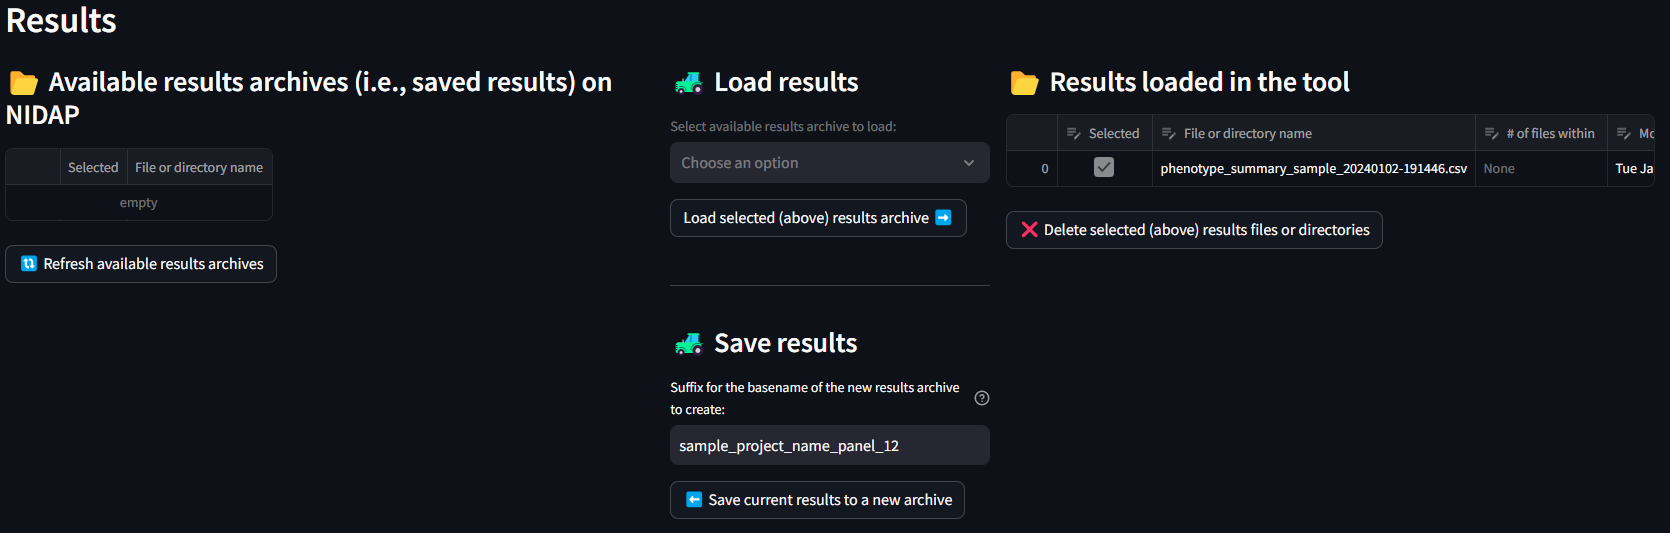 Results
Available results archives (i.e., saved results) on
NIDAP
Selected File or directory name
empty
Refresh available results archives
Load results
Select available results archive to load:
Choose an option
Load selected (above) results archive
Save results
Suffix for the basename of the new results archive
to create:
sample_project_name_panel_12
Save current results to a new archive
Results loaded in the tool
Selected File or directory name # of files within Mo
0 phenotype_summary_sample_20240102-191446.csv None Tue Ja
Delete selected (above) results files or directories